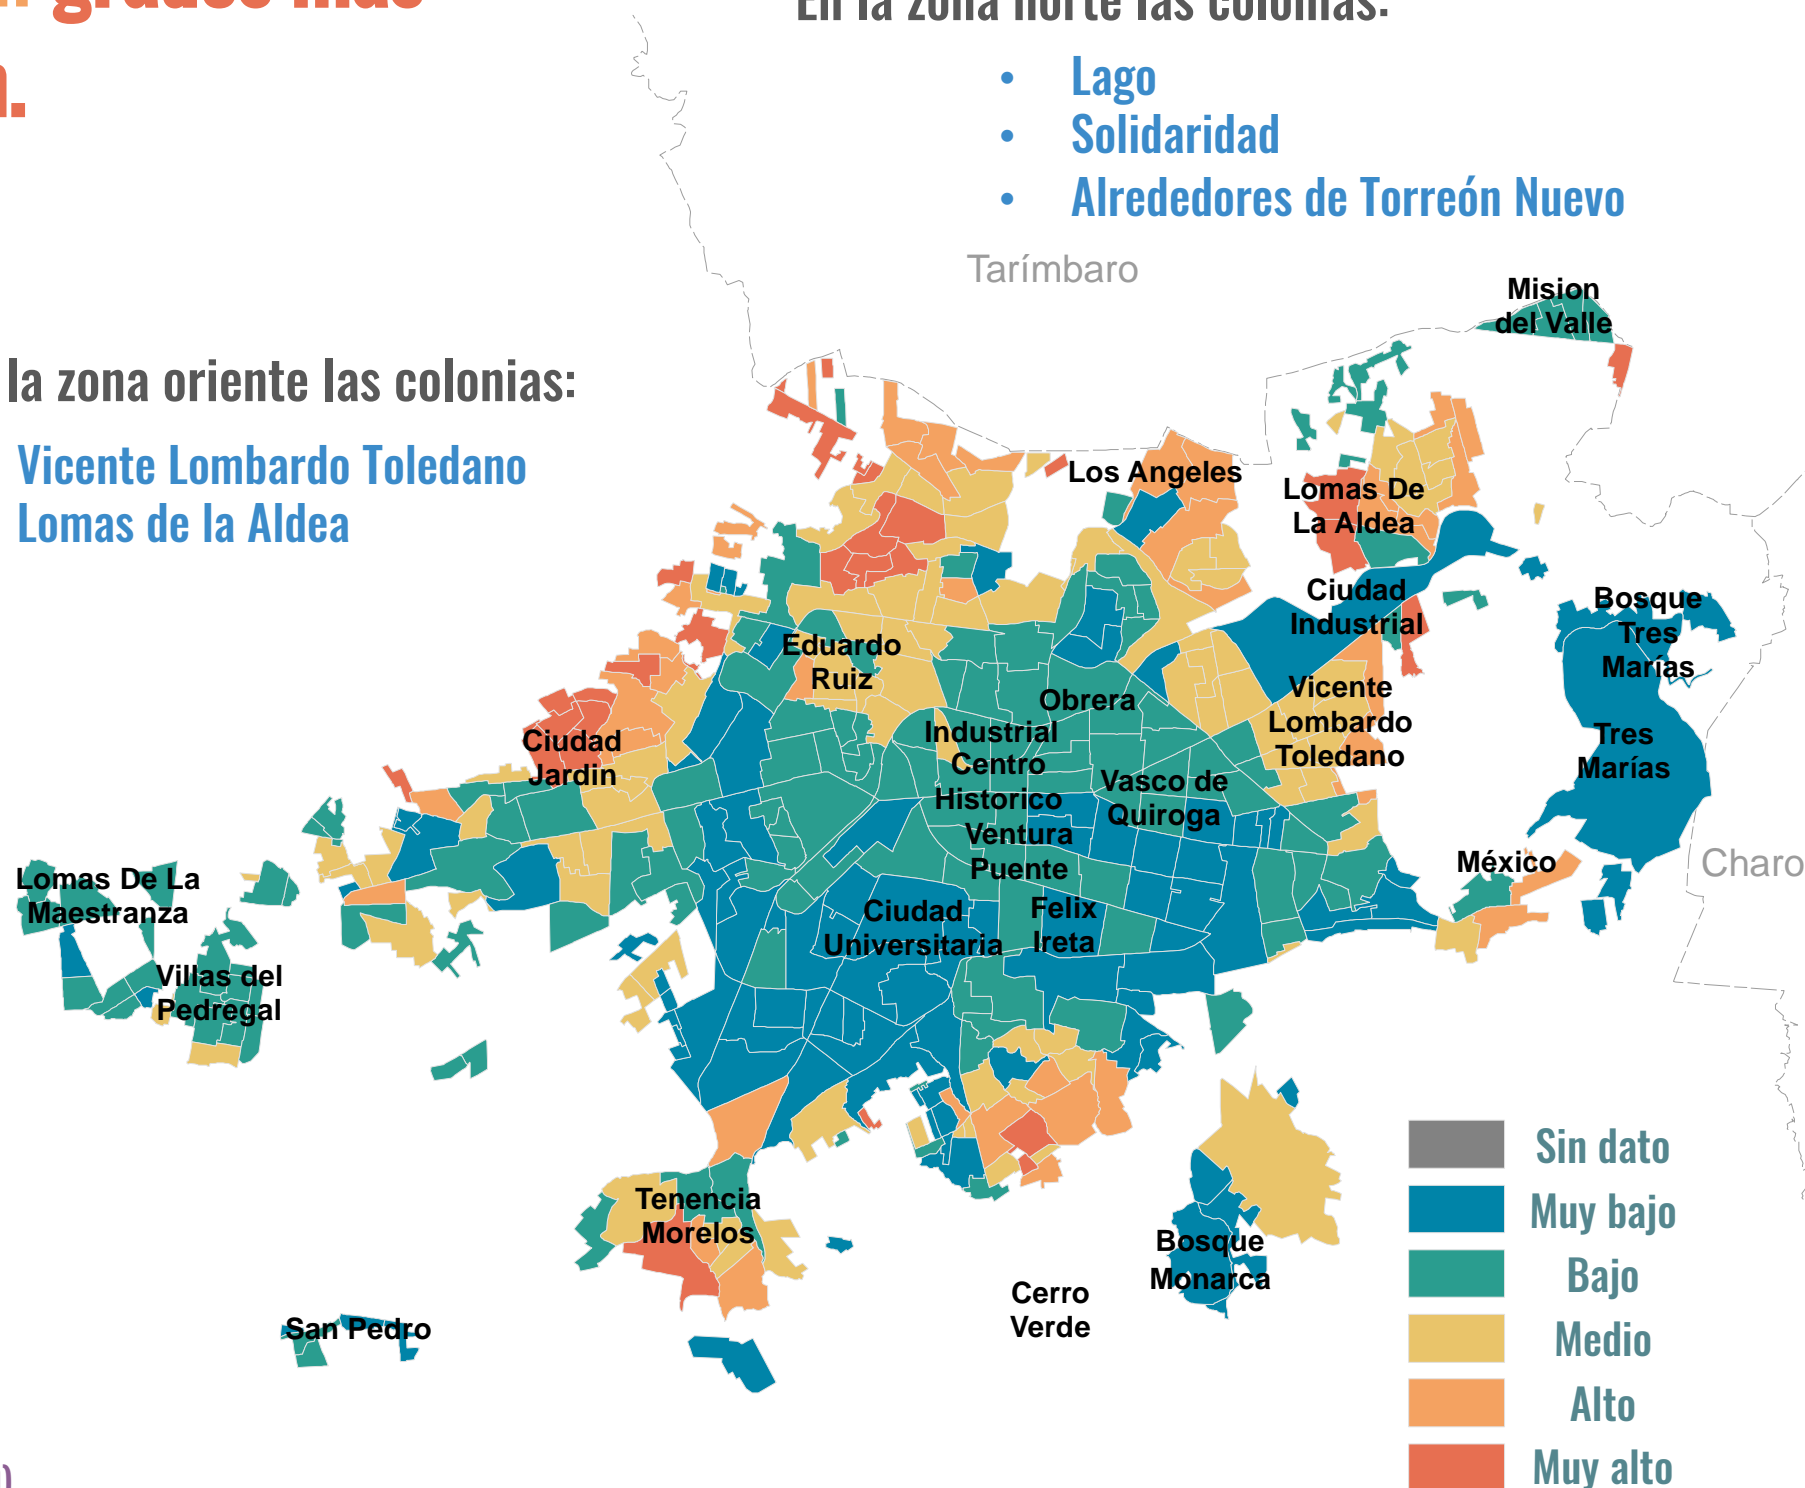 grados más
En la zona norte las colonias:
• Lago
• Solidaridad
• Alrededores de Torreón Nuevo
Tarímbaro
la zona oriente las colonias:
Vicente Lombardo Toledano
Lomas de la Aldea
Mision
del Valle
Los Angeles
Lomas De
La Aldea
Ciudad
Industrial
Bosque
Tres
Marías
Eduardo
Ruiz
Obrera
Vicente
Lombardo
Toledano
Tres
Marías
Ciudad
Jardin
Industrial
Centro
Historico
Vasco de
Quiroga
Ventura
Puente
México
Charo
Lomas De La
Maestranza
Ciudad
Universitaria
Felix
Ireta
Villas del
Pedregal
Tenencia
Morelos
Bosque
Monarca
Cerro
Verde
San Pedro
Sin dato
Muy bajo
Bajo
Medio
Alto
Muy alto